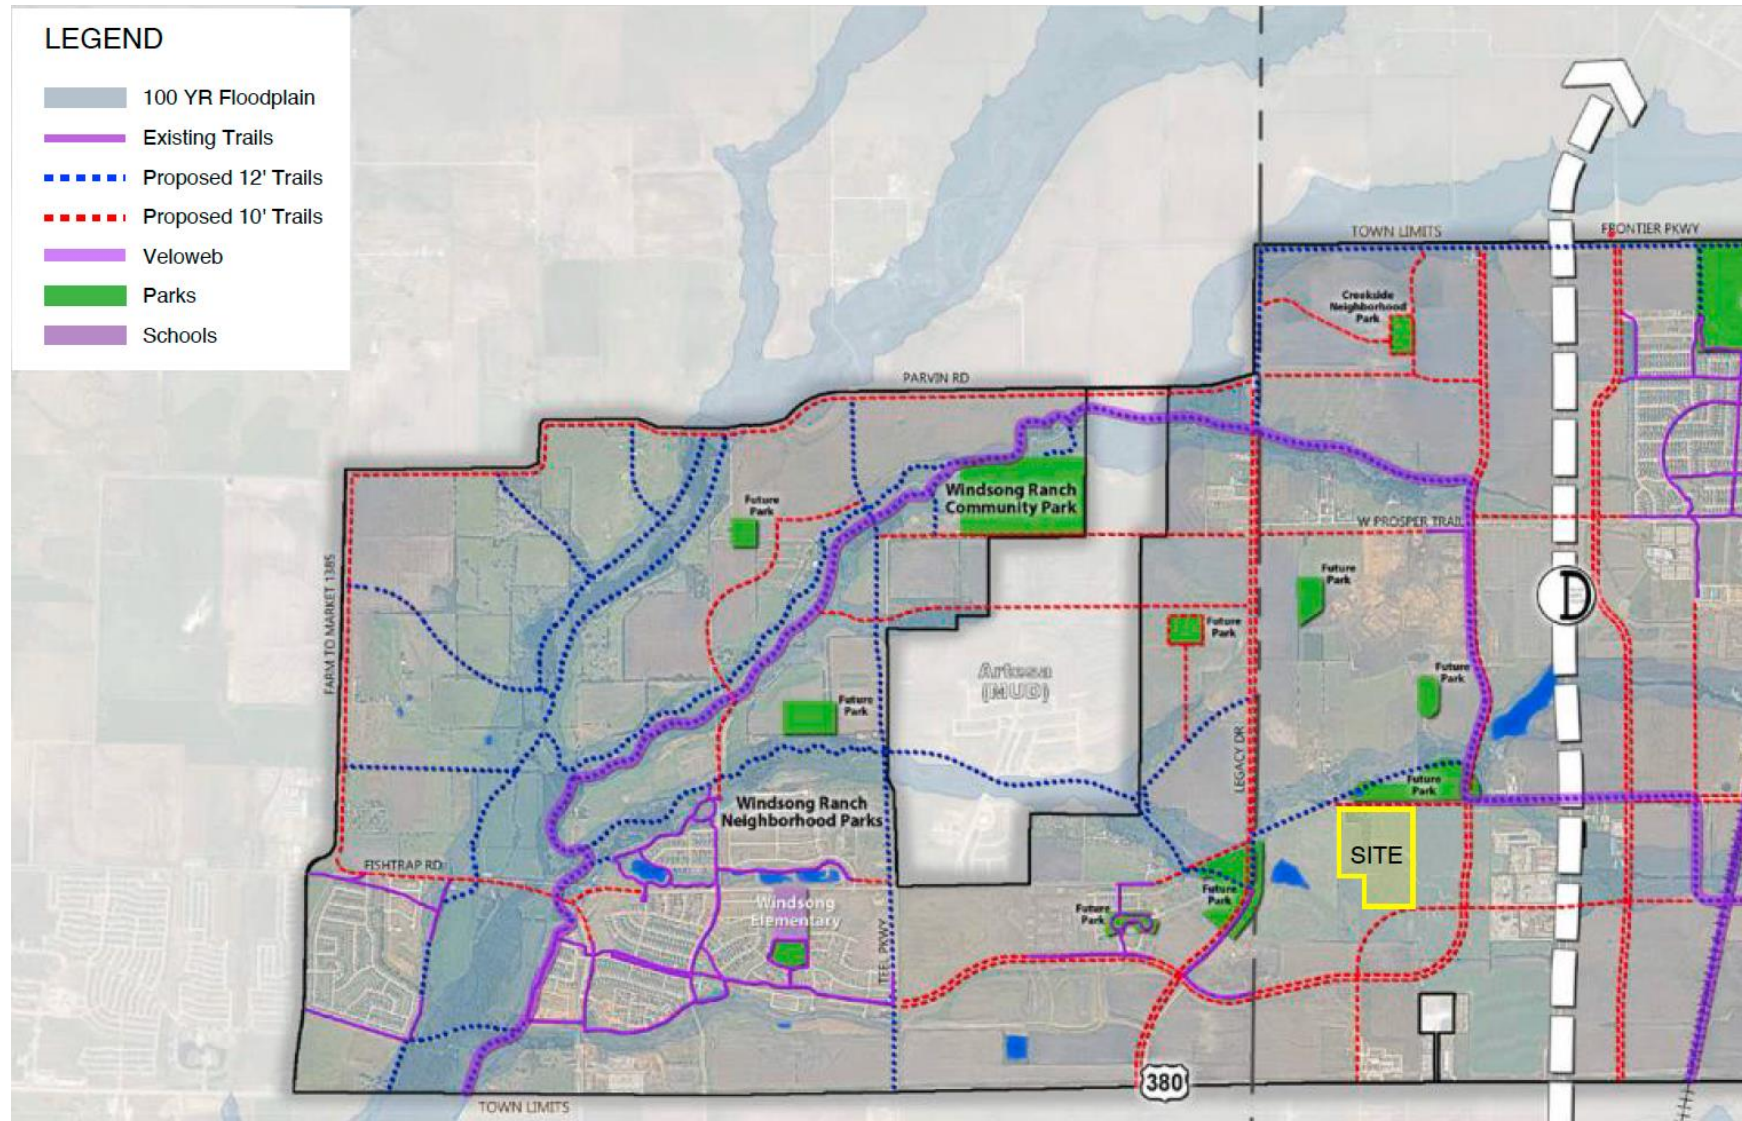 LEGEND
100 YR Floodplain
Existing Trails
Proposed 12' Trails
Proposed 10' Trails
Veloweb
Parks
Schools
TOWN LIMITS
FRONTIER PKWY
Creekside
Neighborhood
Park
PARVIN RD
Future
Park
Windsong Ranch
Community Park
W PROSPER TRAIL
FARM TO MARKET 1385
Future
Park
D
Future
Park
Artesa
(MUD)
Future
Park
Future
Park
LEGACY DR
Future
Park
Windsong Ranch
Neighborhood Parks
SITE
FISHTRAP RD
Windsong
Elementary
Future
Park
Future
Park
TEEL PKWY
380
TOWN LIMITS